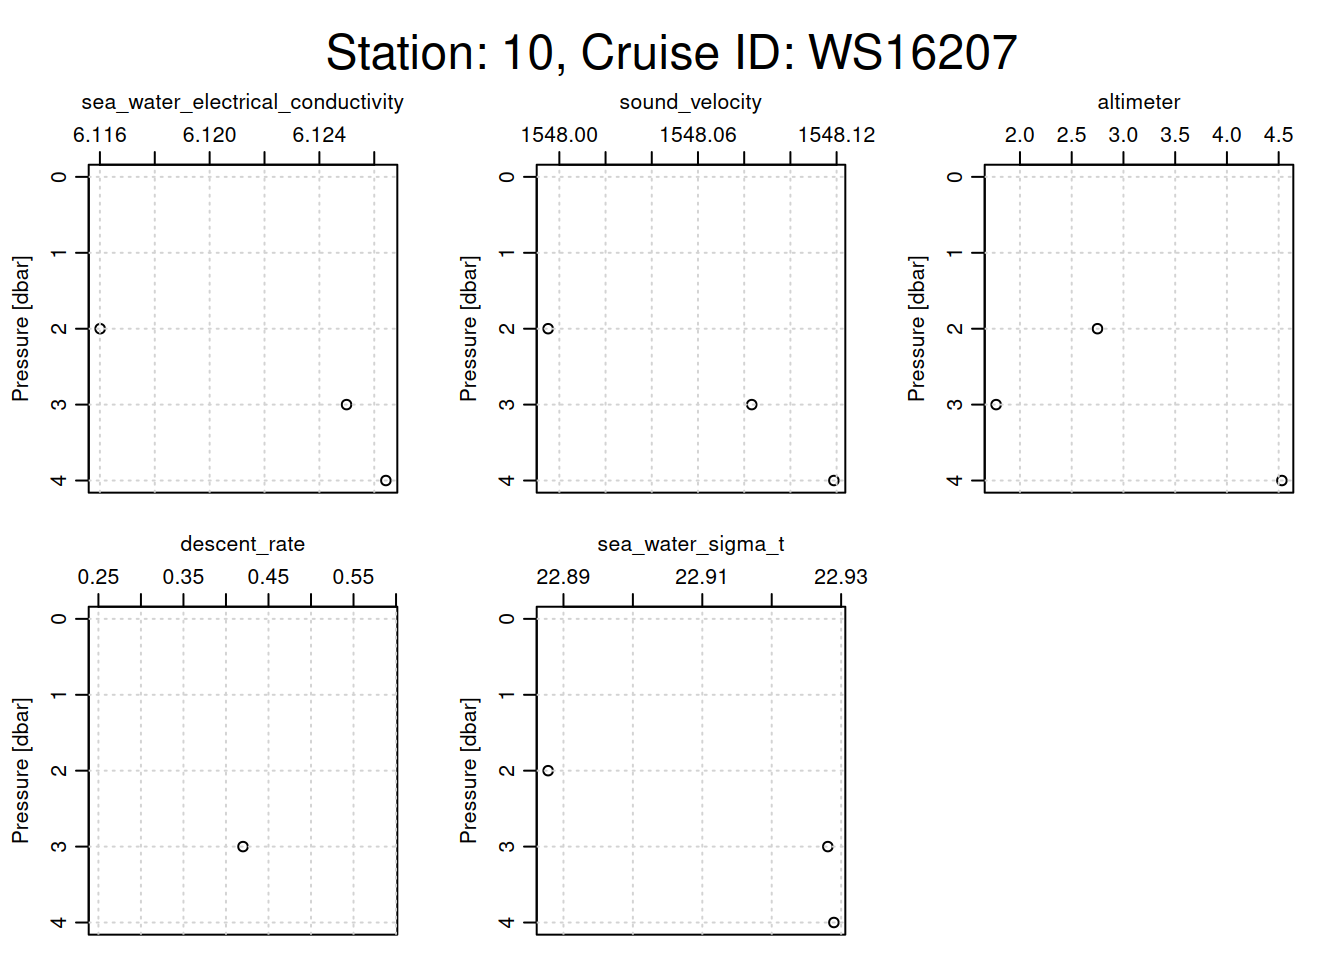 Station: 10, Cruise ID: WS16207
sea_water_electrical_conductivity
6.116 6.120 6.124
Pressure [dbar]
0
1
2
3
4
sound_velocity
1548.00 1548.06 1548.12
Pressure [dbar]
0
1
2
3
4
altimeter
2.0 2.5 3.0 3.5 4.0 4.5
Pressure [dbar]
0
1
2
3
4
descent_rate
0.25 0.35 0.45 0.55
Pressure [dbar]
0
1
2
3
4
sea_water_sigma_t
22.89 22.91 22.93
Pressure [dbar]
0
1
2
3
4